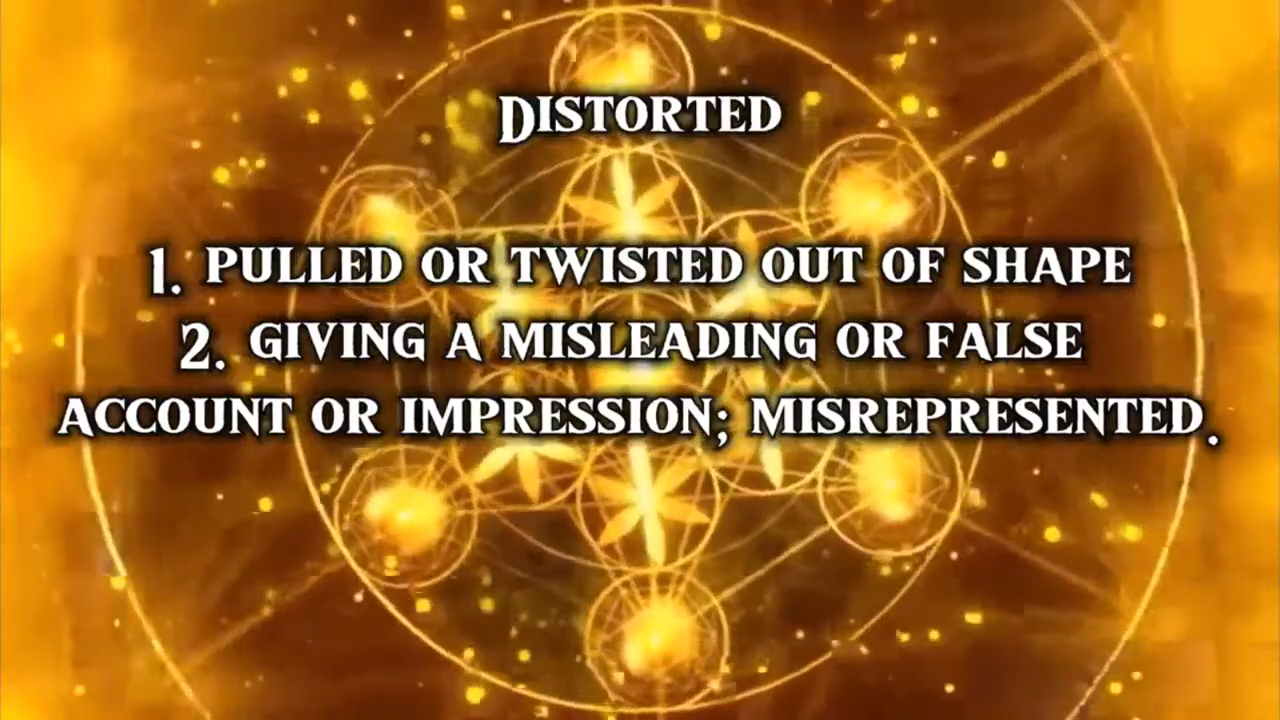 Distorted
1. pulled or twisted out of shape
2. giving a misleading or false
account or impression; misrepresented.